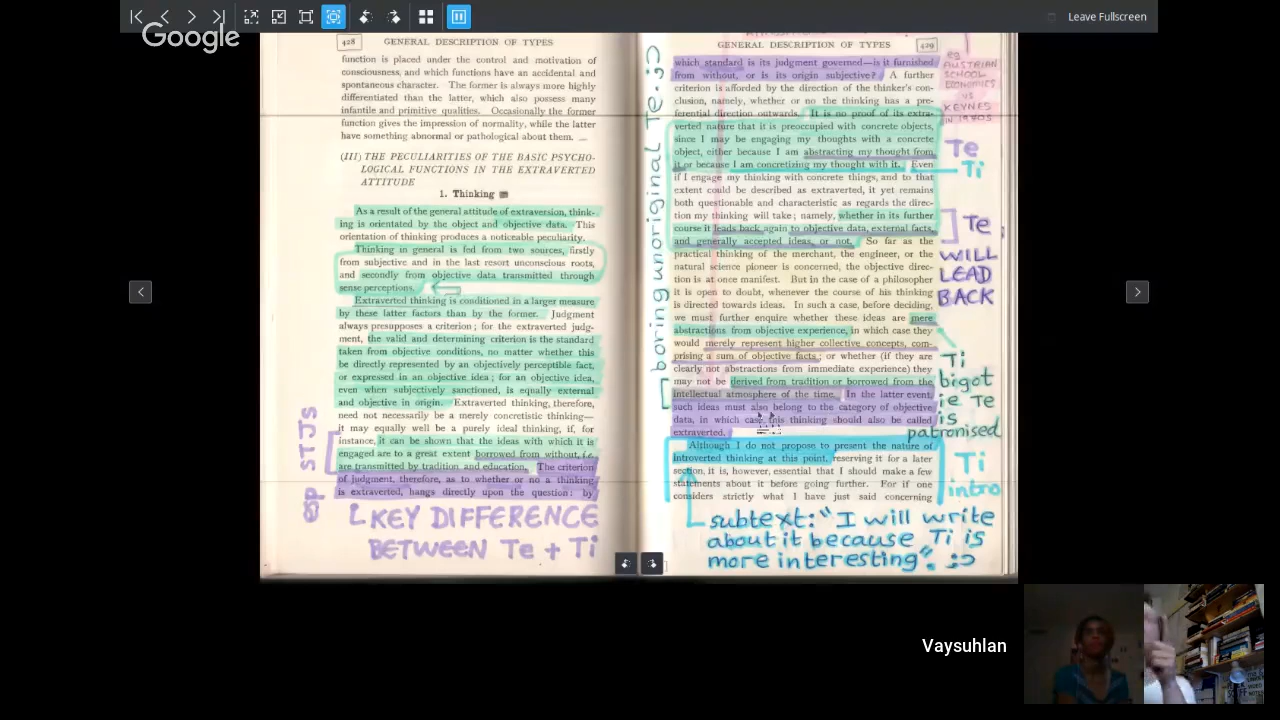 Leave Fullscreen
Google
428 GENERAL DESCRIPTION OF TYPES
function is placed under the control and motivation of
consciousness, and which functions have an accidental and
spontaneous character. The former is always more highly
differentiated than the latter, which also possess many
infantile and primitive qualities. Occasionally the former
function gives the impression of normality, while the latter
have something abnormal or pathological about them.
(III) THE PECULIARITIES OF THE BASIC PSYCHO-
LOGICAL FUNCTIONS IN THE EXTRAVERTED
ATTITUDE
1. Thinking
As a result of the general attitude of extraversion, think-
ing is orientated by the object and objective data. This
orientation of thinking produces a noticeable peculiarity.
Thinking in general is fed from two sources, firstly
from subjective and in the last resort unconscious roots,
and secondly from objective data transmitted through
sense perceptions.
Extraverted thinking is conditioned in a larger measure
by these latter factors than by the former. Judgment
always presupposes a criterion; for the extraverted judg-
ment, the valid and determining criterion is the standard
taken from objective conditions, no matter whether this
be directly represented by an objectively perceptible fact,
or expressed in an objective idea; for an objective idea,
even when subjectively sanctioned, is equally external
and objective in origin. Extraverted thinking, therefore,
need not necessarily be a merely concretistic thinking—
it may equally well be a purely ideal thinking, if, for
instance, it can be shown that the ideas with which it is
engaged are to a great extent borrowed from without, i.e.
are transmitted by tradition and education. The criterion
of judgment, therefore, as to whether or no a thinking
is extraverted, hangs directly upon the question: by
esp STJs
KEY DIFFERENCE
BETWEEN Te + Ti
boring unoriginal Te. :)
GENERAL DESCRIPTION OF TYPES 429
which standard is its judgment governed—is it furnished
from without, or is its origin subjective? A further
criterion is afforded by the direction of the thinker's con-
clusion, namely, whether or no the thinking has a pre-
ferential direction outwards. It is no proof of its extra-
verted nature that it is preoccupied with concrete objects,
since I may be engaging my thoughts with a concrete
object, either because I am abstracting my thought from
it or because I am concretizing my thought with it. Even
if I engage my thinking with concrete things, and to that
extent could be described as extraverted, it yet remains
both questionable and characteristic as regards the direc-
tion my thinking will take; namely, whether in its further
course it leads back again to objective data, external facts,
and generally accepted ideas, or not. So far as the
practical thinking of the merchant, the engineer, or the
natural science pioneer is concerned, the objective direc-
tion is at once manifest. But in the case of a philosopher
it is open to doubt, whenever the course of his thinking
is directed towards ideas. In such a case, before deciding,
we must further enquire whether these ideas are mere
abstractions from objective experience, in which case they
would merely represent higher collective concepts, com-
prising a sum of objective facts; or whether (if they are
clearly not abstractions from immediate experience) they
may not be derived from tradition or borrowed from the
intellectual atmosphere of the time. In the latter event,
such ideas must also belong to the category of objective
data, in which case this thinking should also be called
extraverted.
Although I do not propose to present the nature of
introverted thinking at this point, reserving it for a later
section, it is, however, essential that I should make a few
statements about it before going further. For if one
considers strictly what I have just said concerning
eg
AUSTRIAN
SCHOOL
ECONOMICS
vs
KEYNES
IN 1940s
Te
Ti
Te
WILL
LEAD
BACK
Ti
bigot
ie Te
is
patronised
Ti
intro
subtext: "I will write
about it because Ti is
more interesting". :)
Vaysuhlan